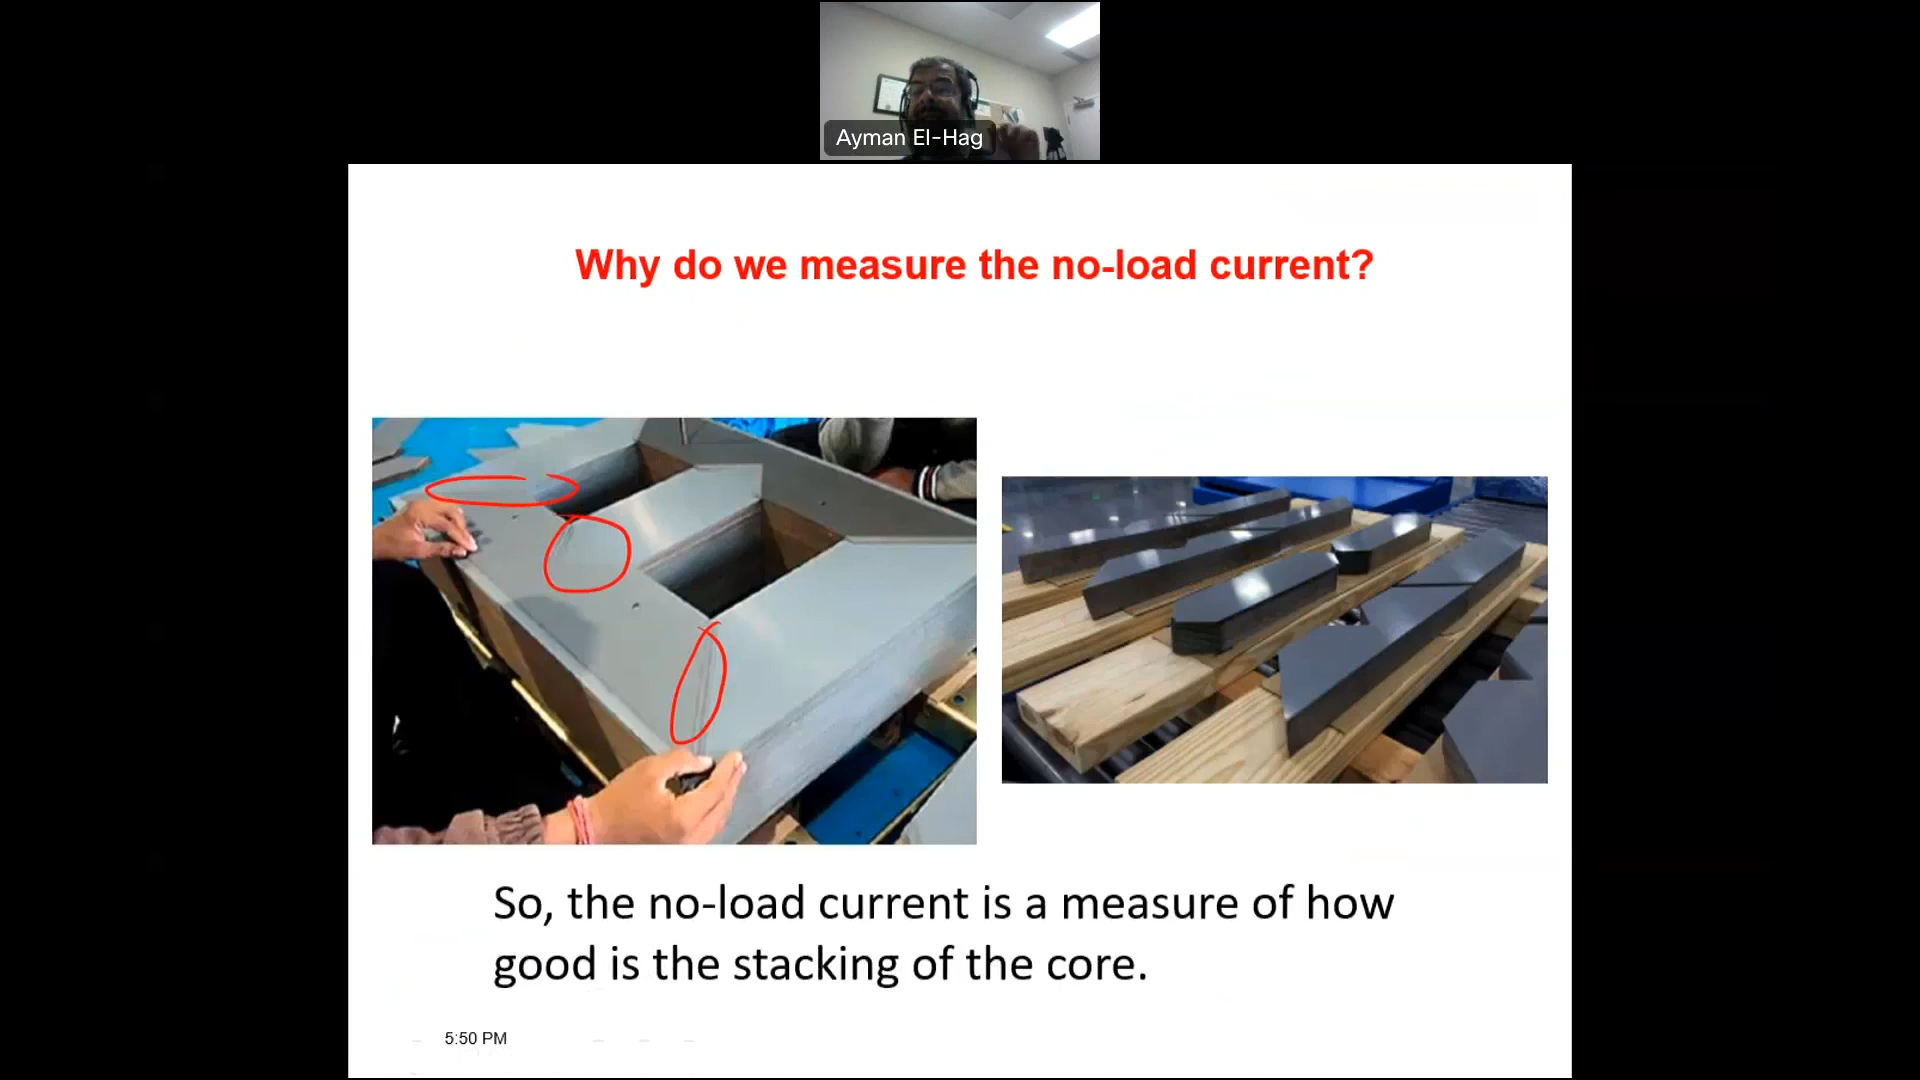 Ayman El-Hag
Why do we measure the no-load current?
So, the no-load current is a measure of how
good is the stacking of the core.
5:50 PM